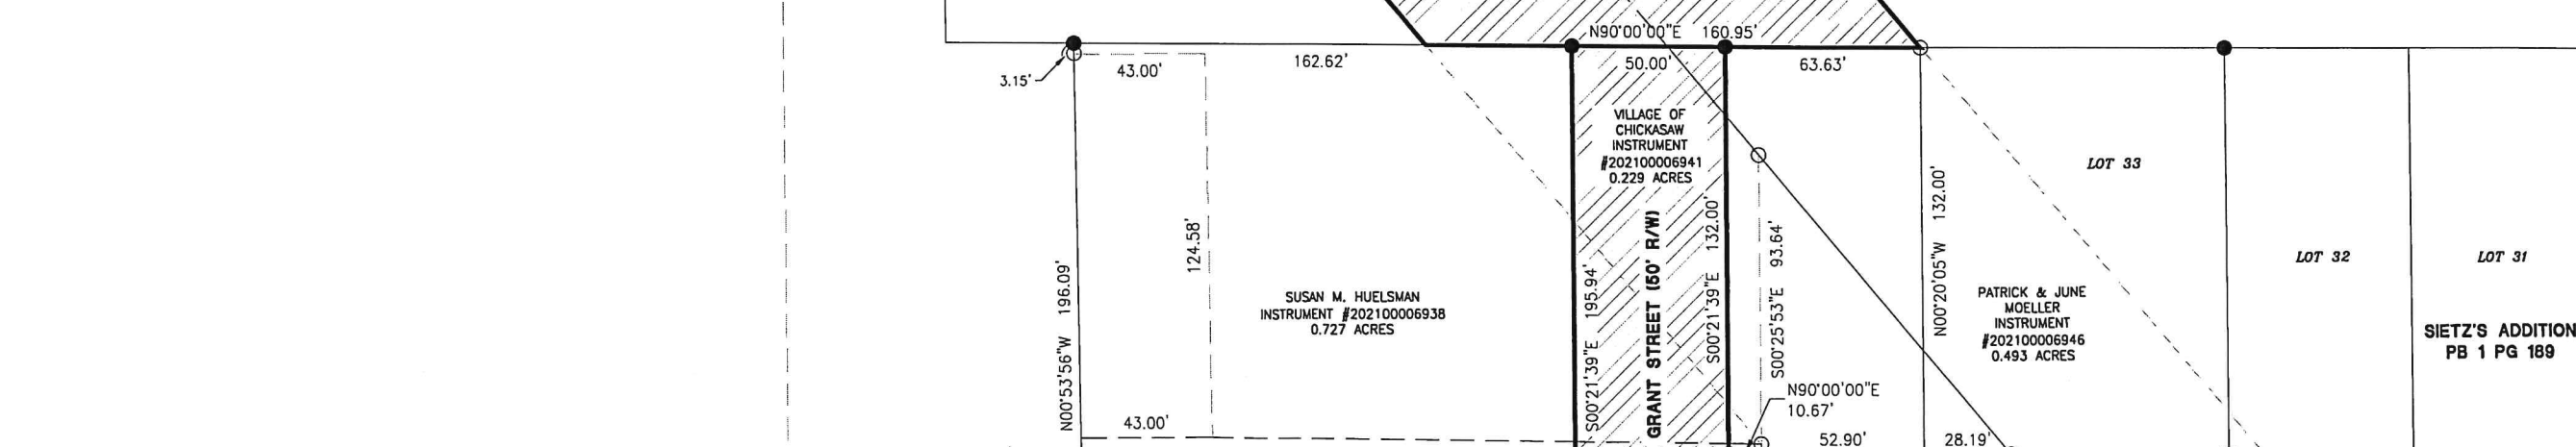 N90°00'00"E 160.95'
3.15'
43.00'
162.62'
50.00'
63.63'
VILLAGE OF
CHICKASAW
INSTRUMENT
#202100006941
0.229 ACRES
LOT 33
LOT 32
LOT 31
124.58'
N00°53'56"W 196.09'
SUSAN M. HUELSMAN
INSTRUMENT #202100006938
0.727 ACRES
S00°21'39"E 195.94'
GRANT STREET (50' R/W)
S00°21'39"E 132.00'
S00°25'53"E 93.64'
N00°20'05"W 132.00'
PATRICK & JUNE
MOELLER
INSTRUMENT
#202100006946
0.493 ACRES
SIETZ'S ADDITION
PB 1 PG 189
N90°00'00"E
10.67'
43.00'
52.90'
28.19'